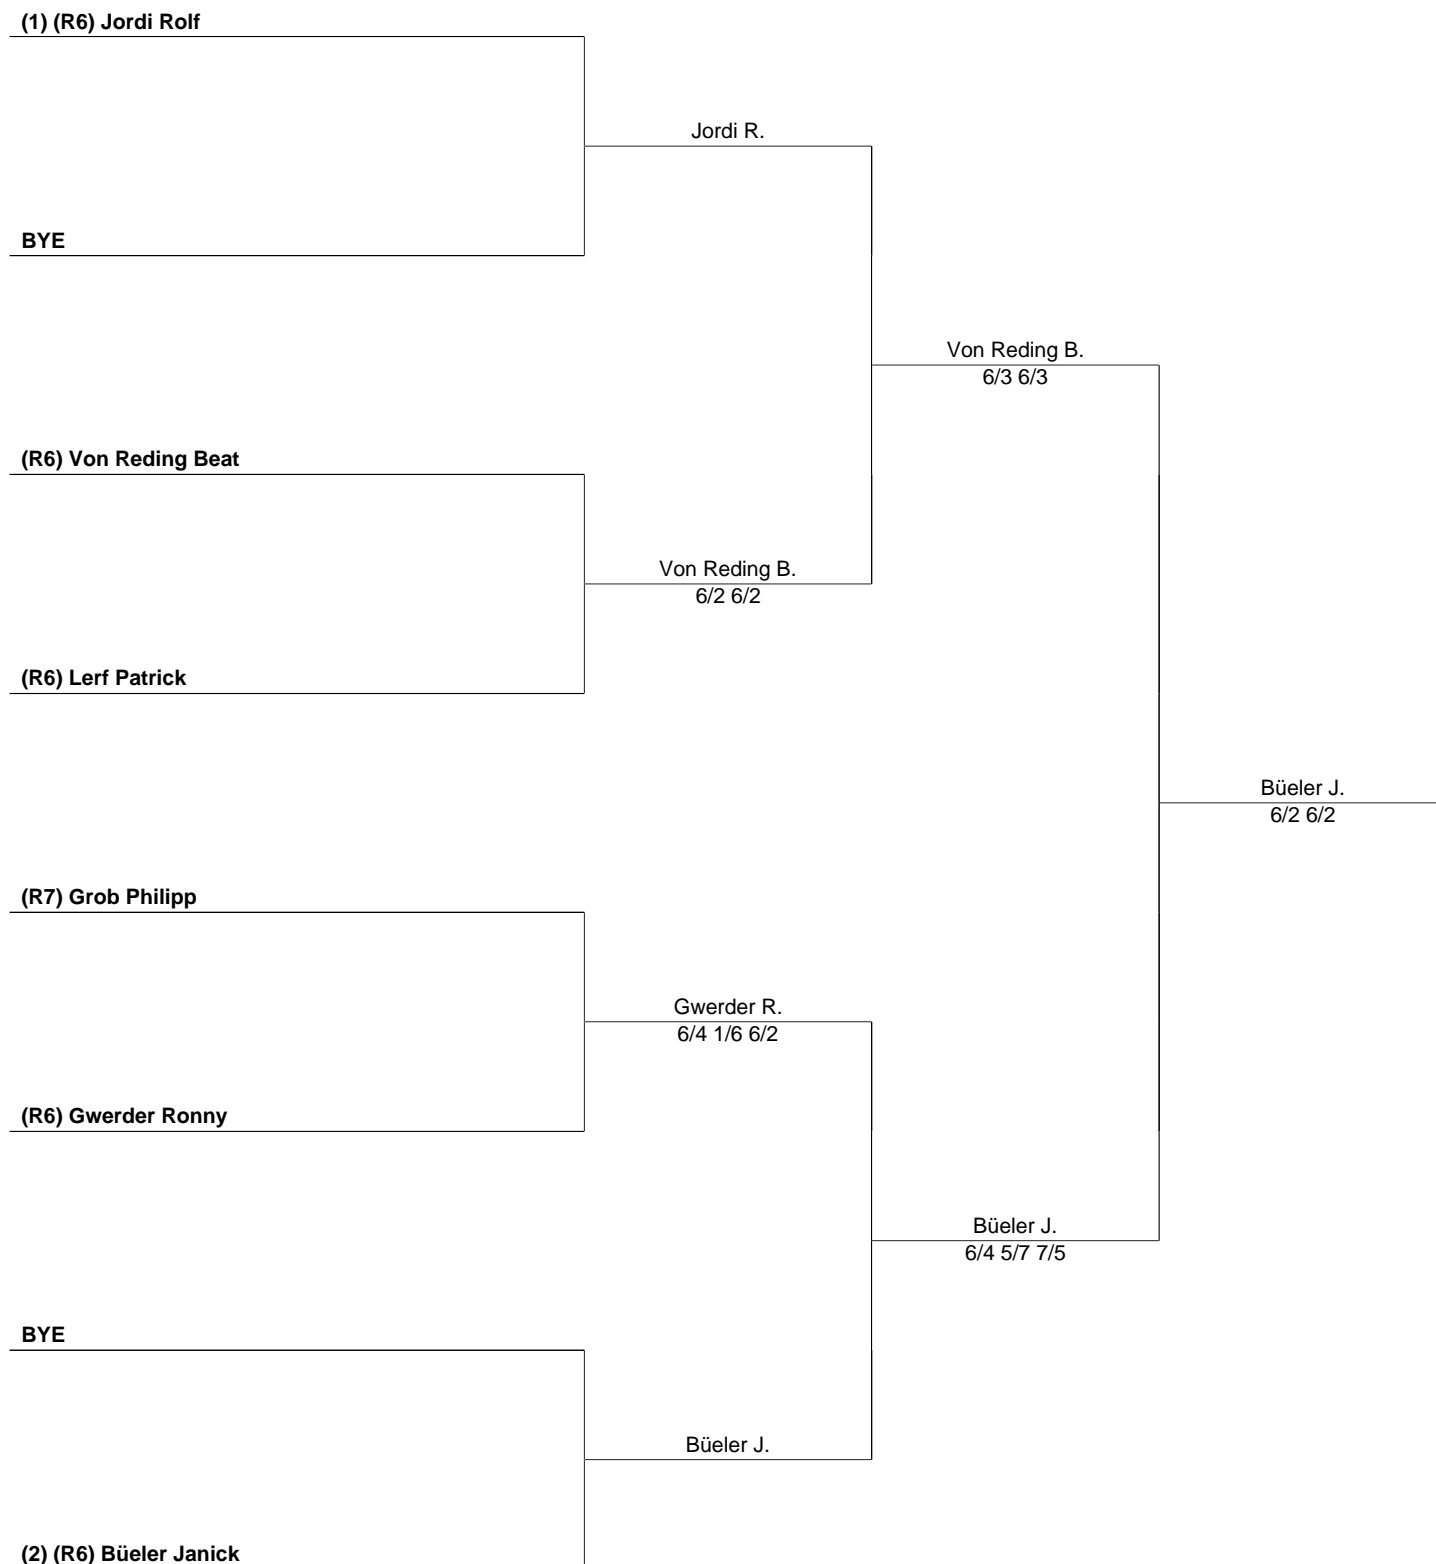 (1) (R6) Jordi Rolf
Jordi R.
BYE
Von Reding B.
6/3 6/3
(R6) Von Reding Beat
Von Reding B.
6/2 6/2
(R6) Lerf Patrick
Büeler J.
6/2 6/2
(R7) Grob Philipp
Gwerder R.
6/4 1/6 6/2
(R6) Gwerder Ronny
Büeler J.
6/4 5/7 7/5
BYE
Büeler J.
(2) (R6) Büeler Janick